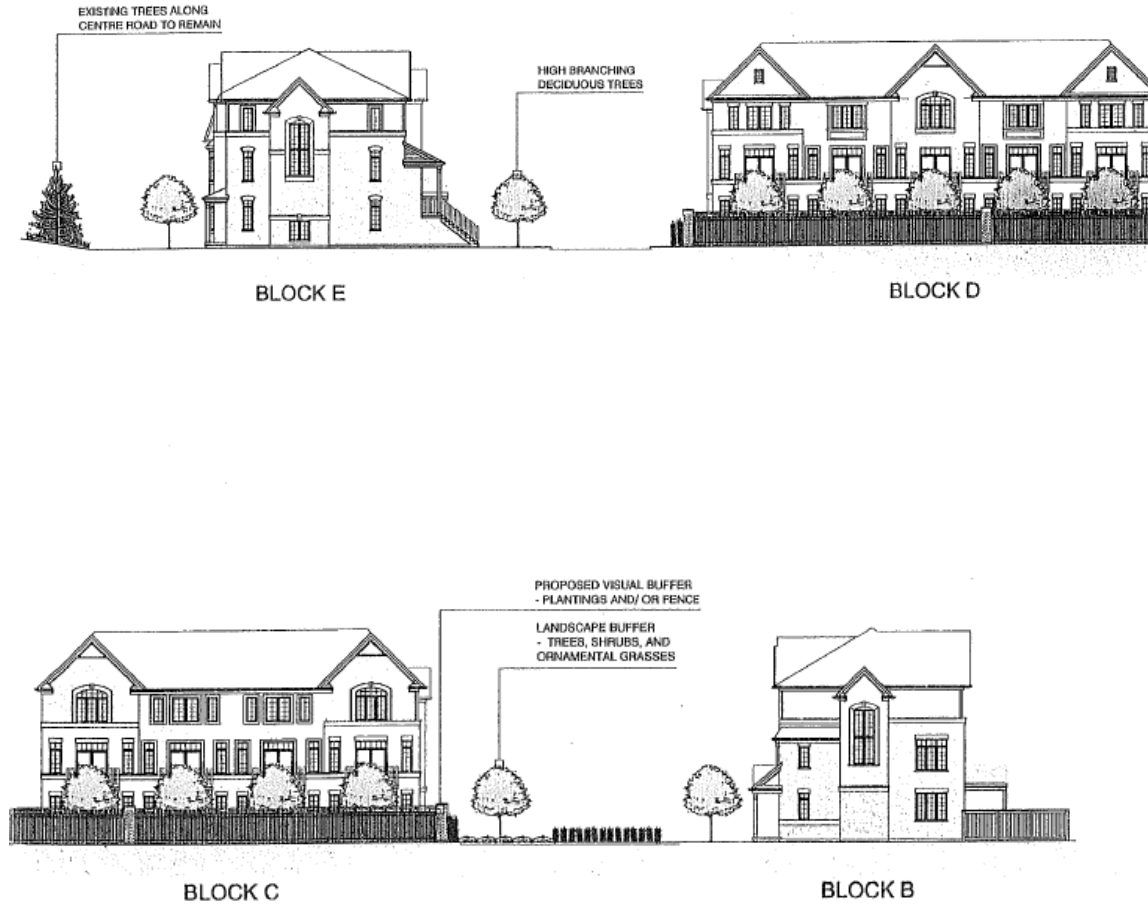 EXISTING TREES ALONG
CENTRE ROAD TO REMAIN
HIGH BRANCHING
DECIDUOUS TREES
BLOCK E
BLOCK D
PROPOSED VISUAL BUFFER
- PLANTINGS AND/ OR FENCE
LANDSCAPE BUFFER
- TREES, SHRUBS, AND
ORNAMENTAL GRASSES
BLOCK C
BLOCK B